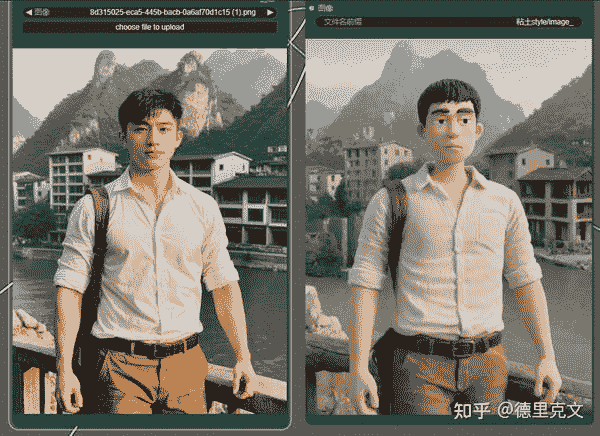 图像
8d315025-eca5-445b-bacb-0a6af70d1c15 (1).png
choose file to upload
图像
文件名前缀
粘土style/image_
知乎 @德里克文